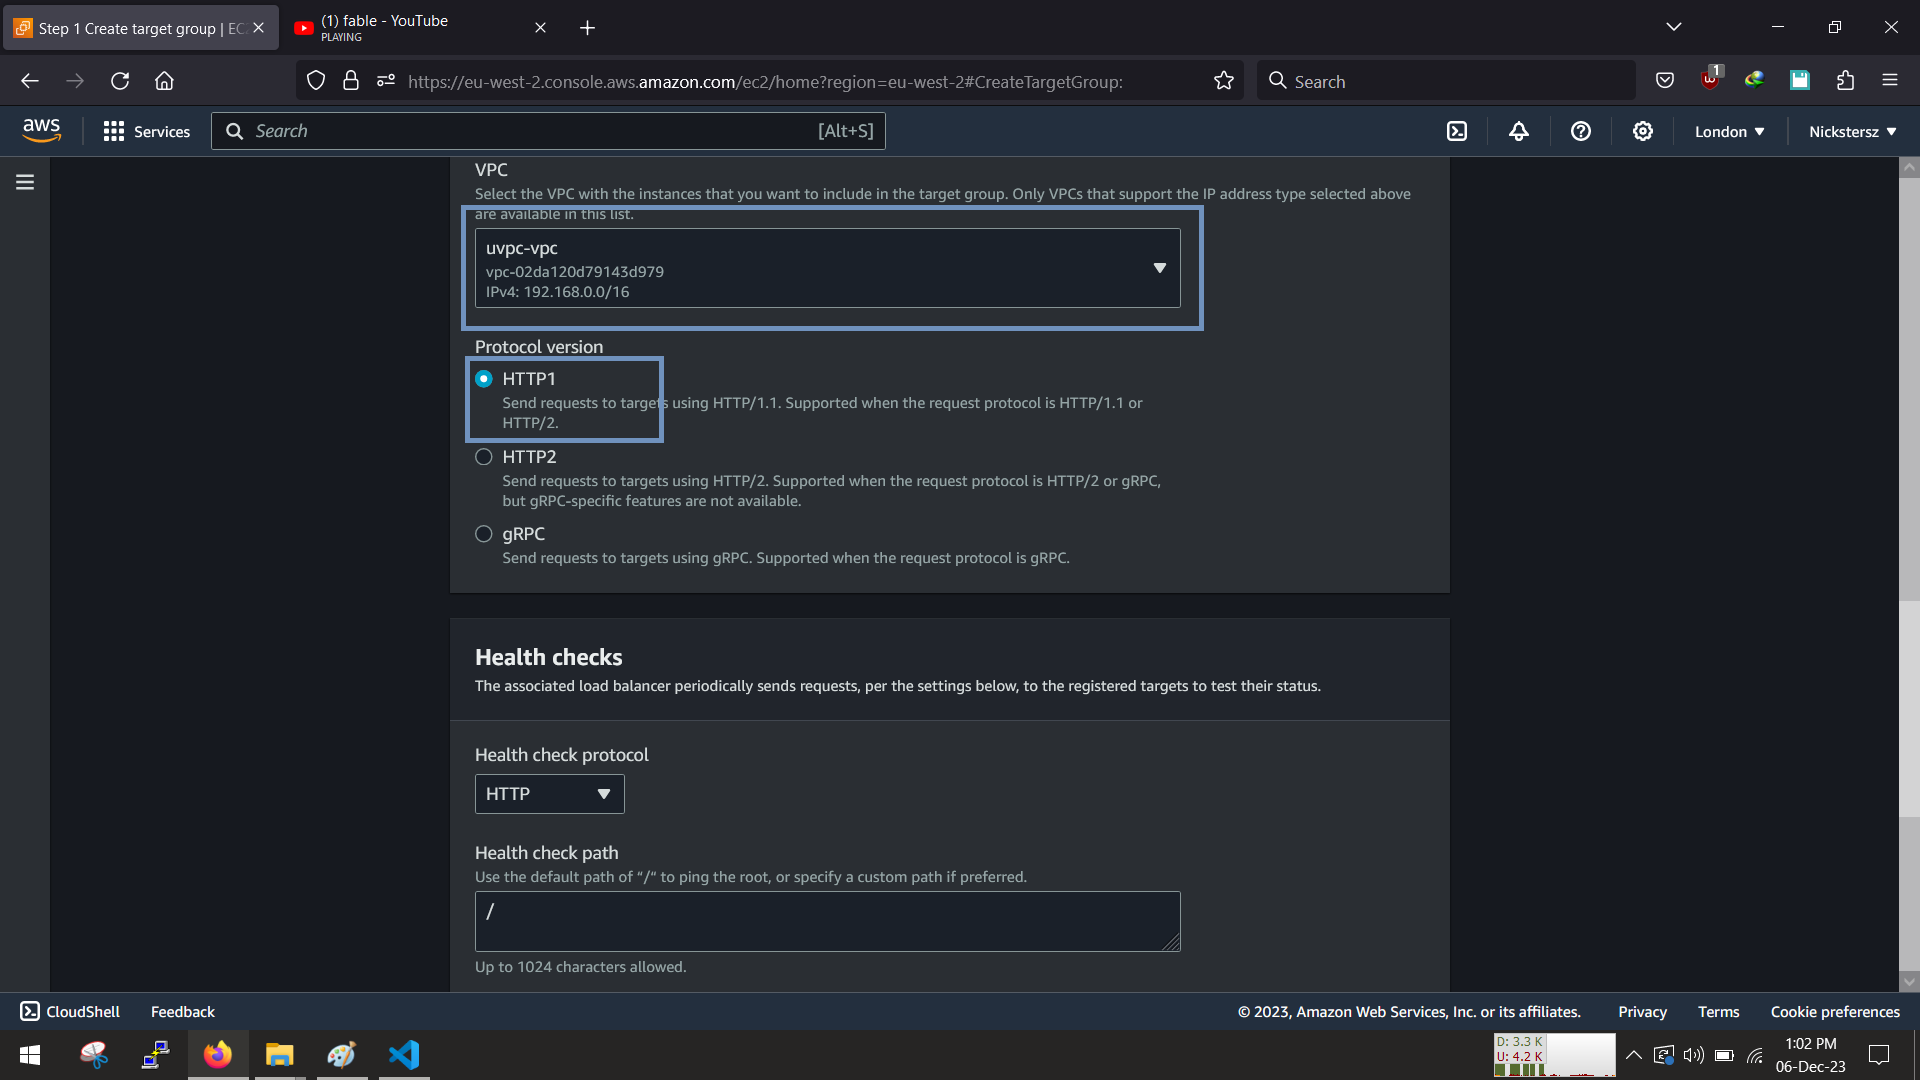 Step 1 Create target group | EC
(1) fable - YouTube
PLAYING
https://eu-west-2.console.aws.amazon.com/ec2/home?region=eu-west-2#CreateTargetGroup:
Search
1
aws
Services
Search
[Alt+S]
London
Nickstersz
VPC
Select the VPC with the instances that you want to include in the target group. Only VPCs that support the IP address type selected above
are available in this list.
uvpc-vpc
vpc-02da120d79143d979
IPv4: 192.168.0.0/16
Protocol version
HTTP1
Send requests to targets using HTTP/1.1. Supported when the request protocol is HTTP/1.1 or
HTTP/2.
HTTP2
Send requests to targets using HTTP/2. Supported when the request protocol is HTTP/2 or gRPC,
but gRPC-specific features are not available.
gRPC
Send requests to targets using gRPC. Supported when the request protocol is gRPC.
Health checks
The associated load balancer periodically sends requests, per the settings below, to the registered targets to test their status.
Health check protocol
HTTP
Health check path
Use the default path of “/“ to ping the root, or specify a custom path if preferred.
/
Up to 1024 characters allowed.
CloudShell
Feedback
© 2023, Amazon Web Services, Inc. or its affiliates.
Privacy
Terms
Cookie preferences
D: 3.3 K
U: 4.2 K
1:02 PM
06-Dec-23